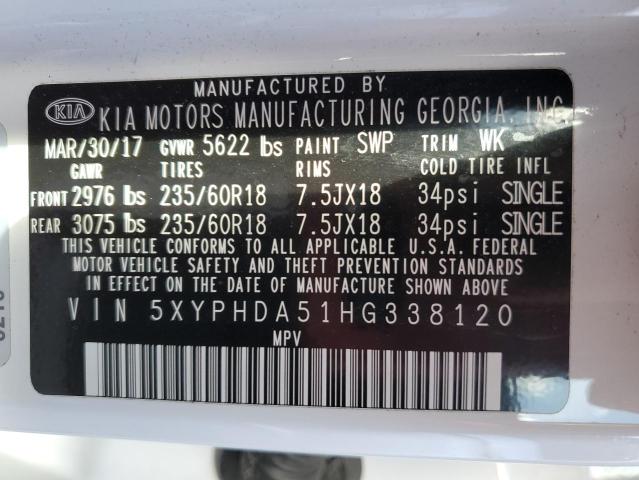 MANUFACTURED BY
KIA KIA MOTORS MANUFACTURING GEORGIA, INC.
MAR/30/17 GVWR 5622 lbs PAINT SWP TRIM WK
GAWR TIRES RIMS COLD TIRE INFL
FRONT 2976 lbs 235/60R18 7.5JX18 34psi SINGLE
REAR 3075 lbs 235/60R18 7.5JX18 34psi SINGLE
THIS VEHICLE CONFORMS TO ALL APPLICABLE U.S.A. FEDERAL
MOTOR VEHICLE SAFETY AND THEFT PREVENTION STANDARDS
IN EFFECT ON THE DATE OF MANUFACTURE SHOWN ABOVE
VIN 5XYPHDA51HG338120
MPV